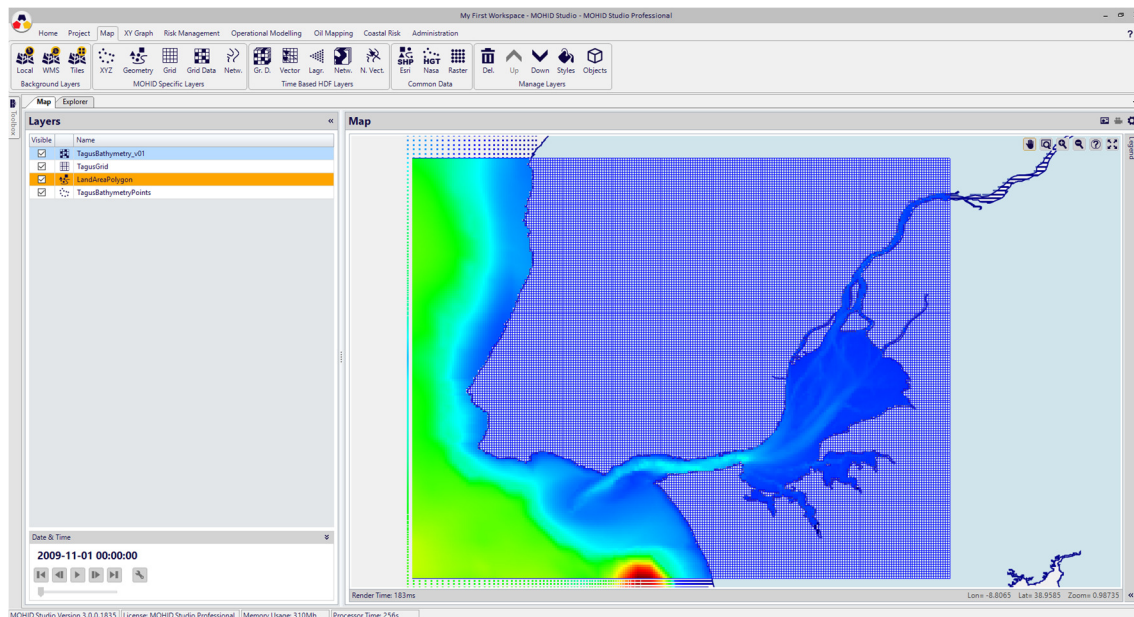 My First Workspace - MOHID Studio - MOHID Studio Professional
Home Project Map XY Graph Risk Management Operational Modelling Oil Mapping Coastal Risk Administration ?
SHP HGT
Local WMS Tiles XYZ Geometry Grid Grid Data Netw. Gr. D. Vector Lagr. Netw. N. Vect. Esri Nasa Raster Del. Up Down Styles Objects
Background Layers MOHID Specific Layers Time Based HDF Layers Common Data Manage Layers
Map Explorer
Toolbox
Layers «
Visible Name
TagusBathymetry_v01
TagusGrid
LandAreaPolygon
TagusBathymetryPoints
Date & Time
2009-11-01 00:00:00
Map
Legend
Render Time: 183ms Lon= -8.8065 Lat= 38.9585 Zoom= 0.98735 «
MOHID Studio Version 3.0.0.1835 License: MOHID Studio Professional Memory Usage: 310Mb Processor Time: 256s